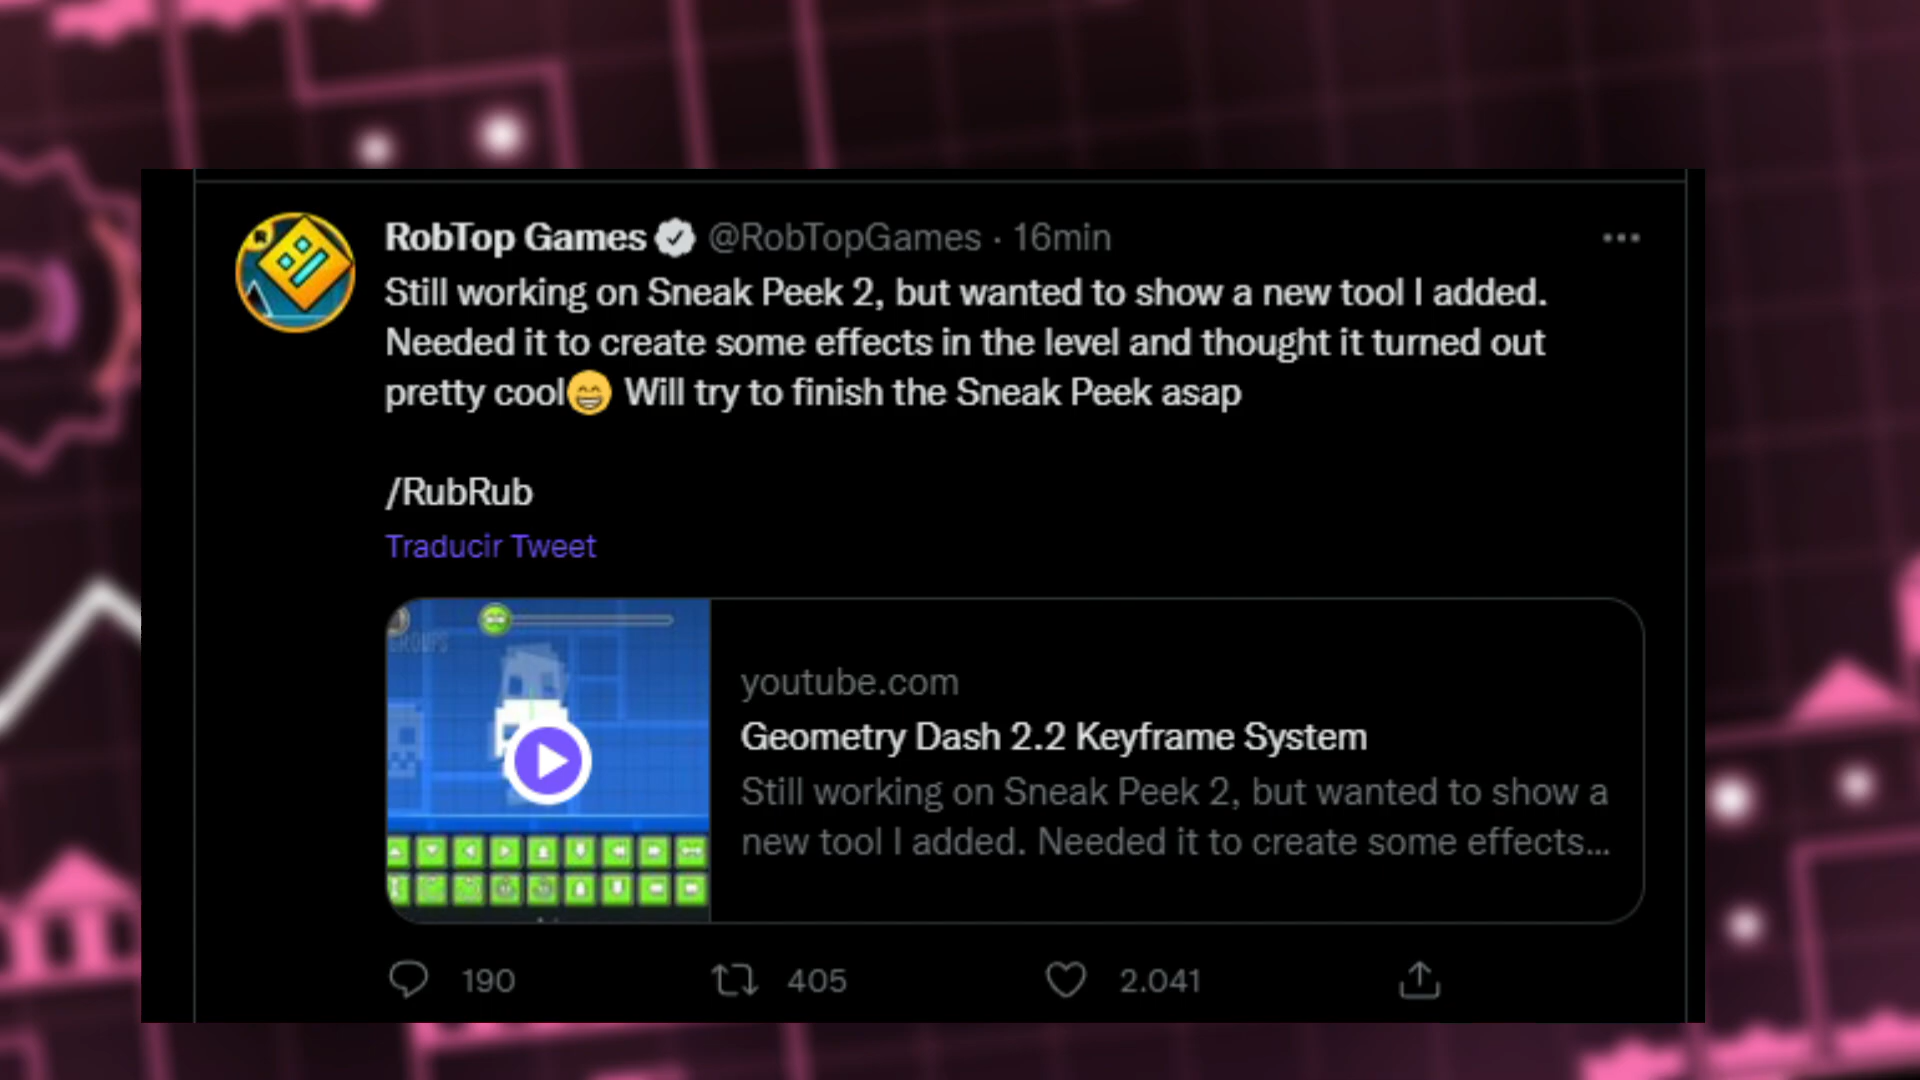 RobTop Games @RobTopGames · 16min
Still working on Sneak Peek 2, but wanted to show a new tool I added.
Needed it to create some effects in the level and thought it turned out
pretty cool😁 Will try to finish the Sneak Peek asap
/RubRub
Traducir Tweet
GROUPS
youtube.com
Geometry Dash 2.2 Keyframe System
Still working on Sneak Peek 2, but wanted to show a
new tool I added. Needed it to create some effects...
190 405 2.041